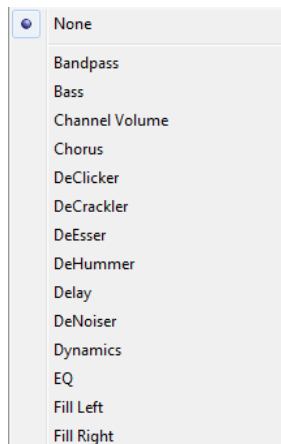 None
Bandpass
Bass
Channel Volume
Chorus
DeClicker
DeCrackler
DeEsser
DeHummer
Delay
DeNoiser
Dynamics
EQ
Fill Left
Fill Right